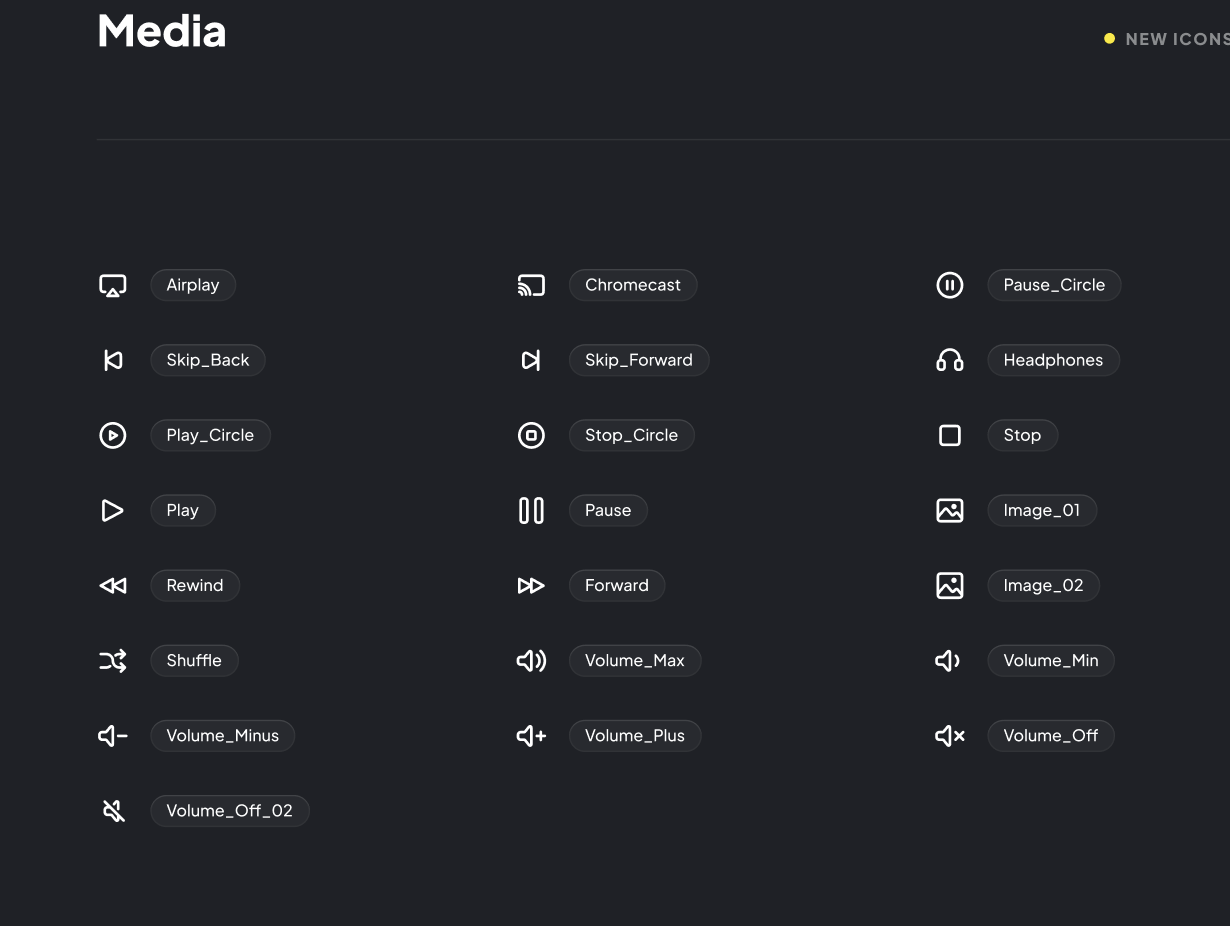 Media
NEW ICONS
Airplay
Chromecast
Pause_Circle
Skip_Back
Skip_Forward
Headphones
Play_Circle
Stop_Circle
Stop
Play
Pause
Image_01
Rewind
Forward
Image_02
Shuffle
Volume_Max
Volume_Min
Volume_Minus
Volume_Plus
Volume_Off
Volume_Off_02